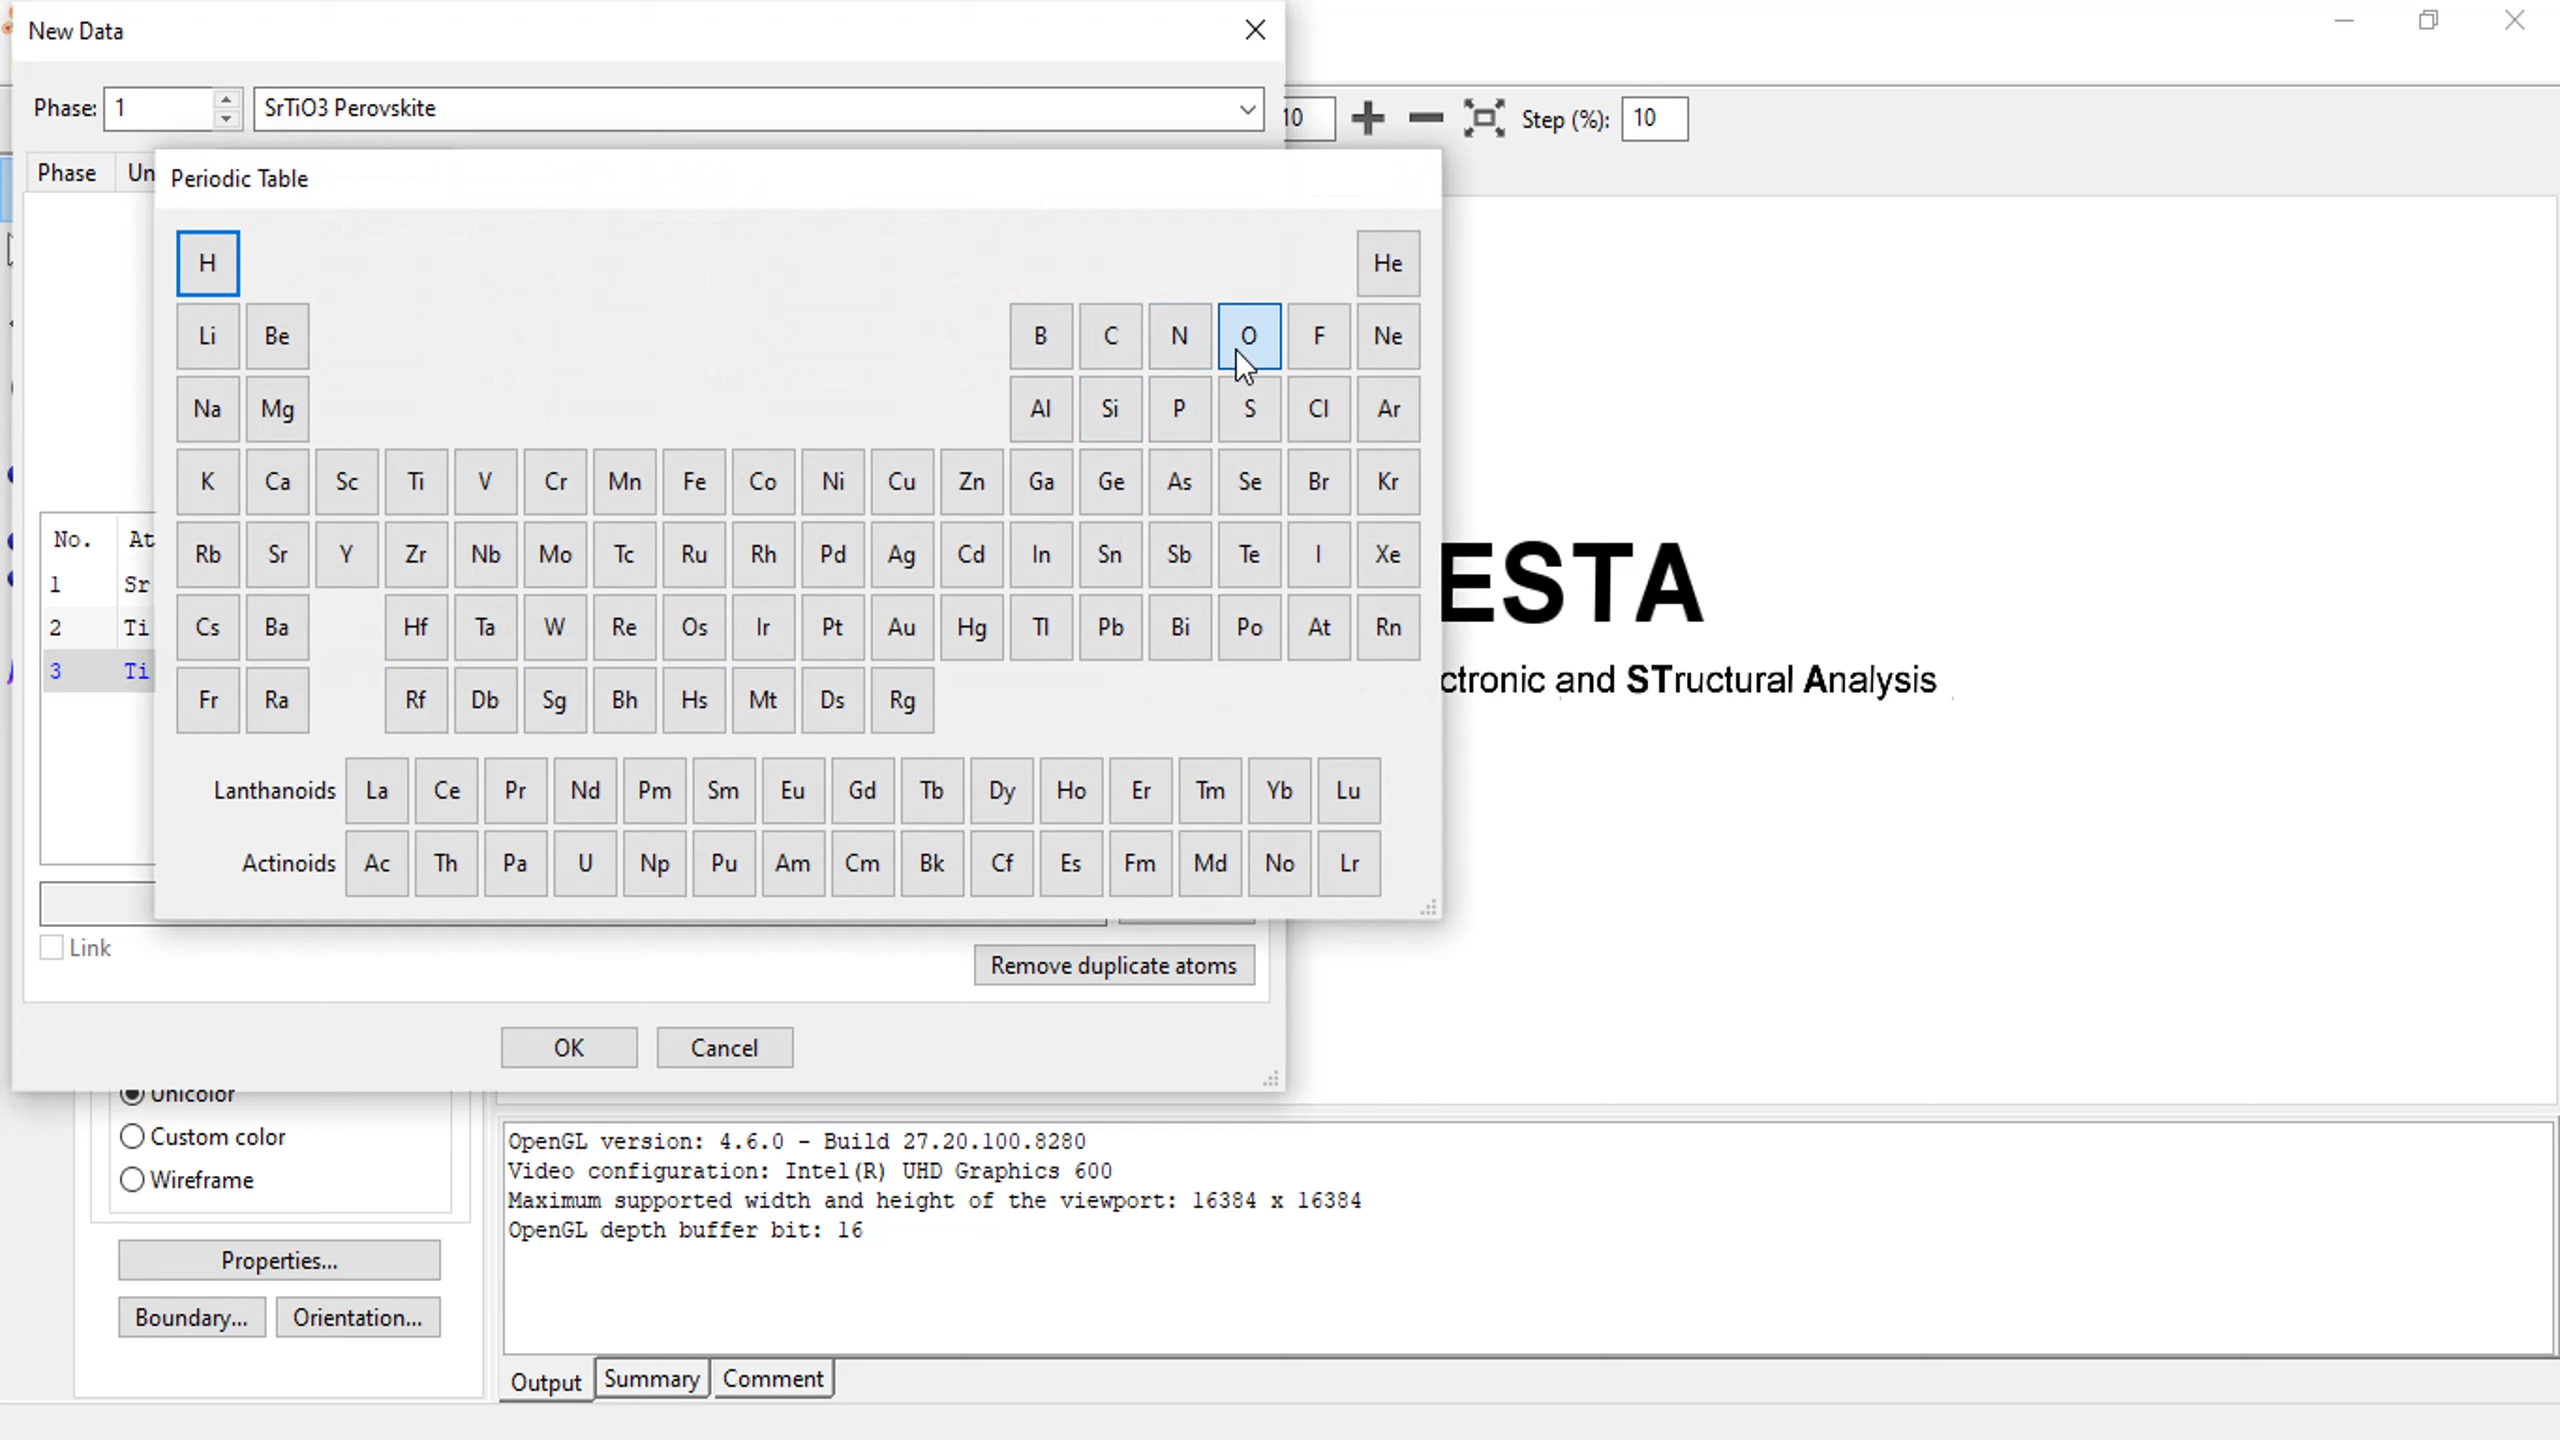 New Data
Phase: 1 SrTiO3 Perovskite
10 Step (%): 10
Phase Un
Periodic Table
H He
Li Be B C N O F Ne
Na Mg Al Si P S Cl Ar
K Ca Sc Ti V Cr Mn Fe Co Ni Cu Zn Ga Ge As Se Br Kr
No. At
Rb Sr Y Zr Nb Mo Tc Ru Rh Pd Ag Cd In Sn Sb Te I Xe
1 Sr
ESTA
2 Ti
Cs Ba Hf Ta W Re Os Ir Pt Au Hg Tl Pb Bi Po At Rn
3 Ti
Fr Ra Rf Db Sg Bh Hs Mt Ds Rg
ctronic and STructural Analysis
Lanthanoids La Ce Pr Nd Pm Sm Eu Gd Tb Dy Ho Er Tm Yb Lu
Actinoids Ac Th Pa U Np Pu Am Cm Bk Cf Es Fm Md No Lr
Link
Remove duplicate atoms
OK Cancel
Unicolor
Custom color
Wireframe
Properties...
Boundary... Orientation...
OpenGL version: 4.6.0 - Build 27.20.100.8280
Video configuration: Intel(R) UHD Graphics 600
Maximum supported width and height of the viewport: 16384 x 16384
OpenGL depth buffer bit: 16
Output Summary Comment